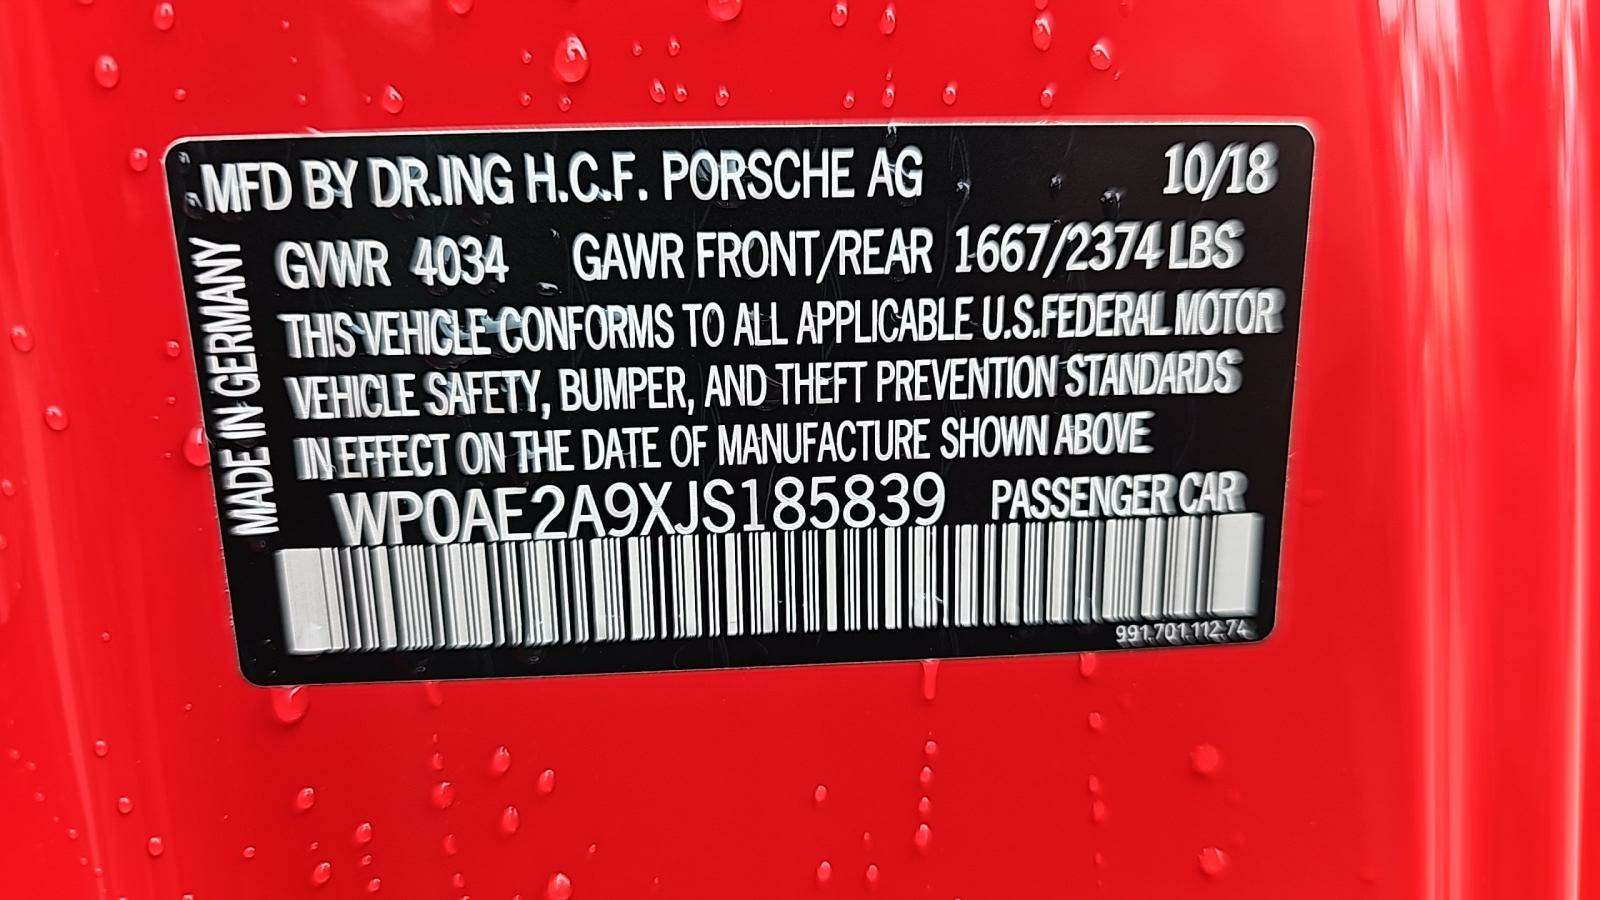 MFD BY DR.ING H.C.F. PORSCHE AG 10/18
GVWR 4034 GAWR FRONT/REAR 1667/2374 LBS
THIS VEHICLE CONFORMS TO ALL APPLICABLE U.S.FEDERAL MOTOR
VEHICLE SAFETY, BUMPER, AND THEFT PREVENTION STANDARDS
IN EFFECT ON THE DATE OF MANUFACTURE SHOWN ABOVE
WP0AE2A9XJS185839 PASSENGER CAR
991.701.112.74
MADE IN GERMANY